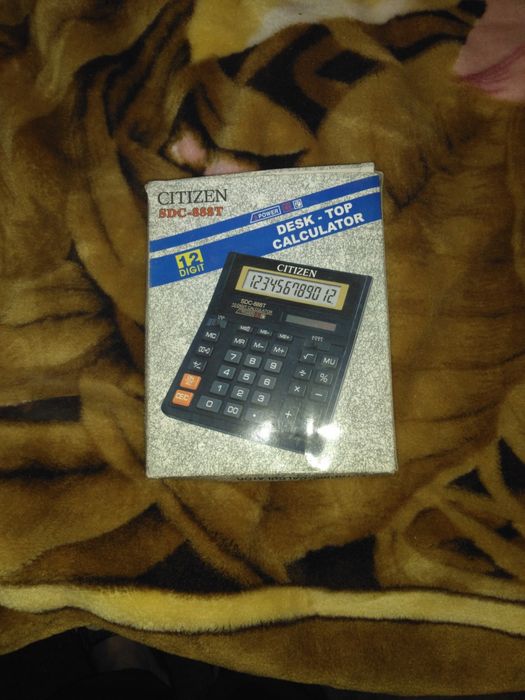 CITIZEN
SDC-888T
POWER
DESK - TOP
CALCULATOR
12
DIGIT
CITIZEN
123456789012
SDC-888T
MC
MR
M-
M+
√
MU
7
8
9
÷
%
4
5
6
×
-
1
2
3
0
00
.
+